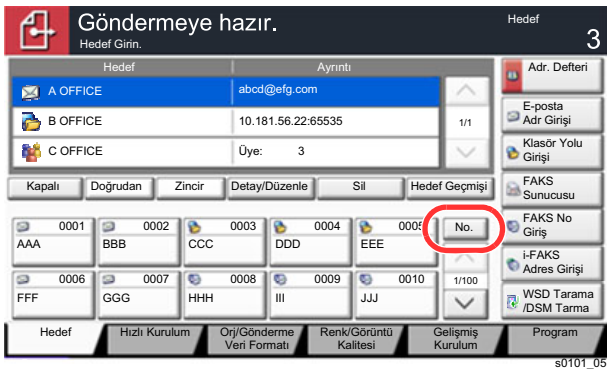 Göndermeye hazır.
Hedef Girin.
Hedef
3
Hedef Ayrıntı
A OFFICE abcd@efg.com
B OFFICE 10.181.56.22:65535
C OFFICE Üye: 3
1/1
Kapalı Doğrudan Zincir Detay/Düzenle Sil Hedef Geçmişi
0001 0002 0003 0004 0005 No.
AAA BBB CCC DDD EEE
0006 0007 0008 0009 0010 1/100
FFF GGG HHH III JJJ
Adr. Defteri
E-posta
Adr Girişi
Klasör Yolu
Girişi
FAKS
Sunucusu
FAKS No
Giriş
i-FAKS
Adres Girişi
WSD Tarama
/DSM Tarma
Hedef
Hızlı Kurulum
Orj/Gönderme
Veri Formatı
Renk/Görüntü
Kalitesi
Gelişmiş
Kurulum
Program
s0101_05